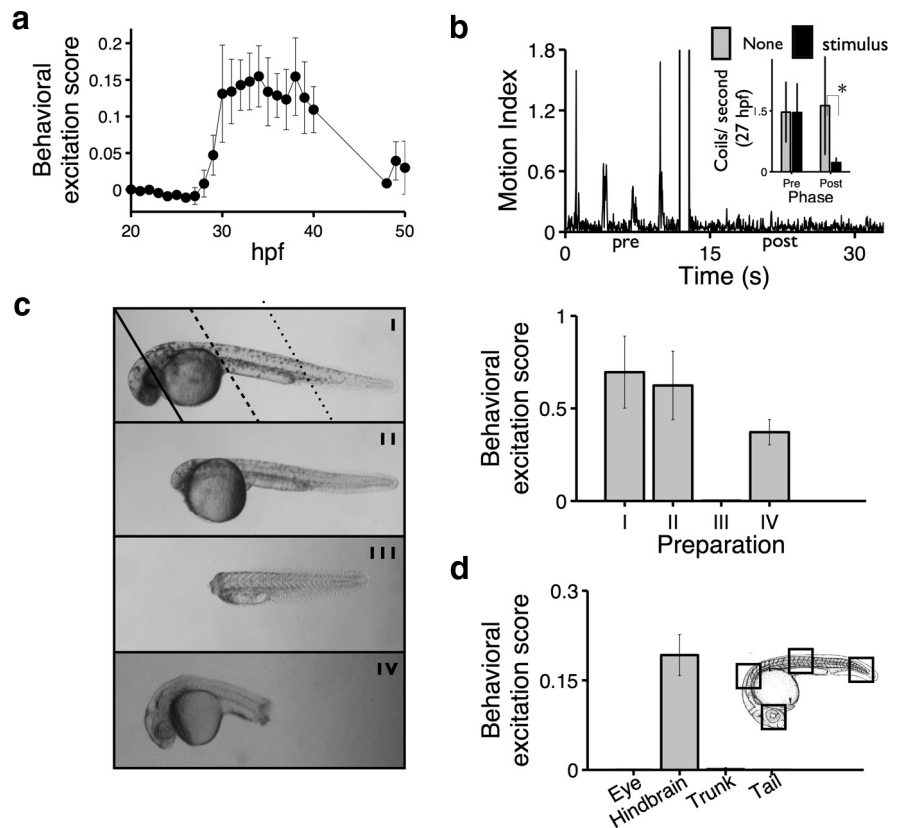 a
Behavioral
excitation score
0.2
0.15
0.1
0.05
0
20
30
40
50
hpf
b
None
stimulus
Motion Index
1.8
1.2
0.6
0
pre
post
0
15
30
Time (s)
Coils/ second
(27 hpf)
1.5
0
Pre
Post
*
Phase
c
I
II
III
IV
Behavioral
excitation score
1
0.5
0
I
II
III
IV
Preparation
d
Behavioral
excitation score
0.3
0.15
0
Eye
Hindbrain
Trunk
Tail